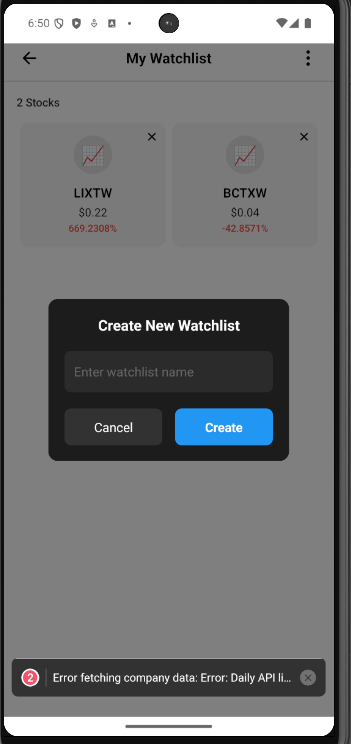 6:50
My Watchlist
2 Stocks
LIXTW
$0.22
669.2308%
BCTXW
$0.04
-42.8571%
Create New Watchlist
Enter watchlist name
Cancel
Create
2
Error fetching company data: Error: Daily API li...